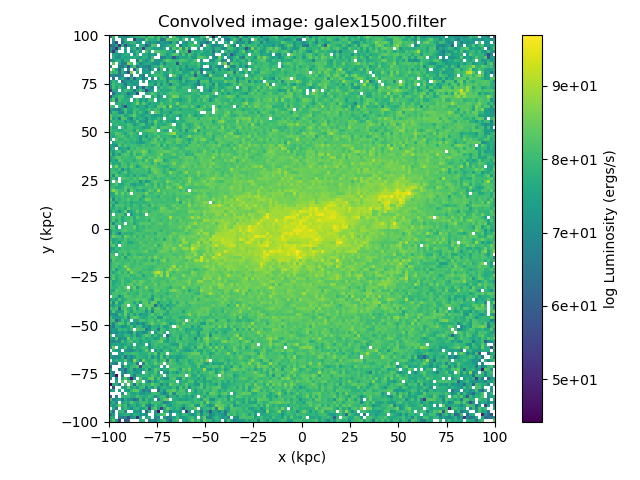 Convolved image: galex1500.filter
100
75
50
25
0
−25
−50
−75
−100
y (kpc)
−100 −75 −50 −25 0 25 50 75 100
x (kpc)
9e+01
8e+01
7e+01
6e+01
5e+01
log Luminosity (ergs/s)